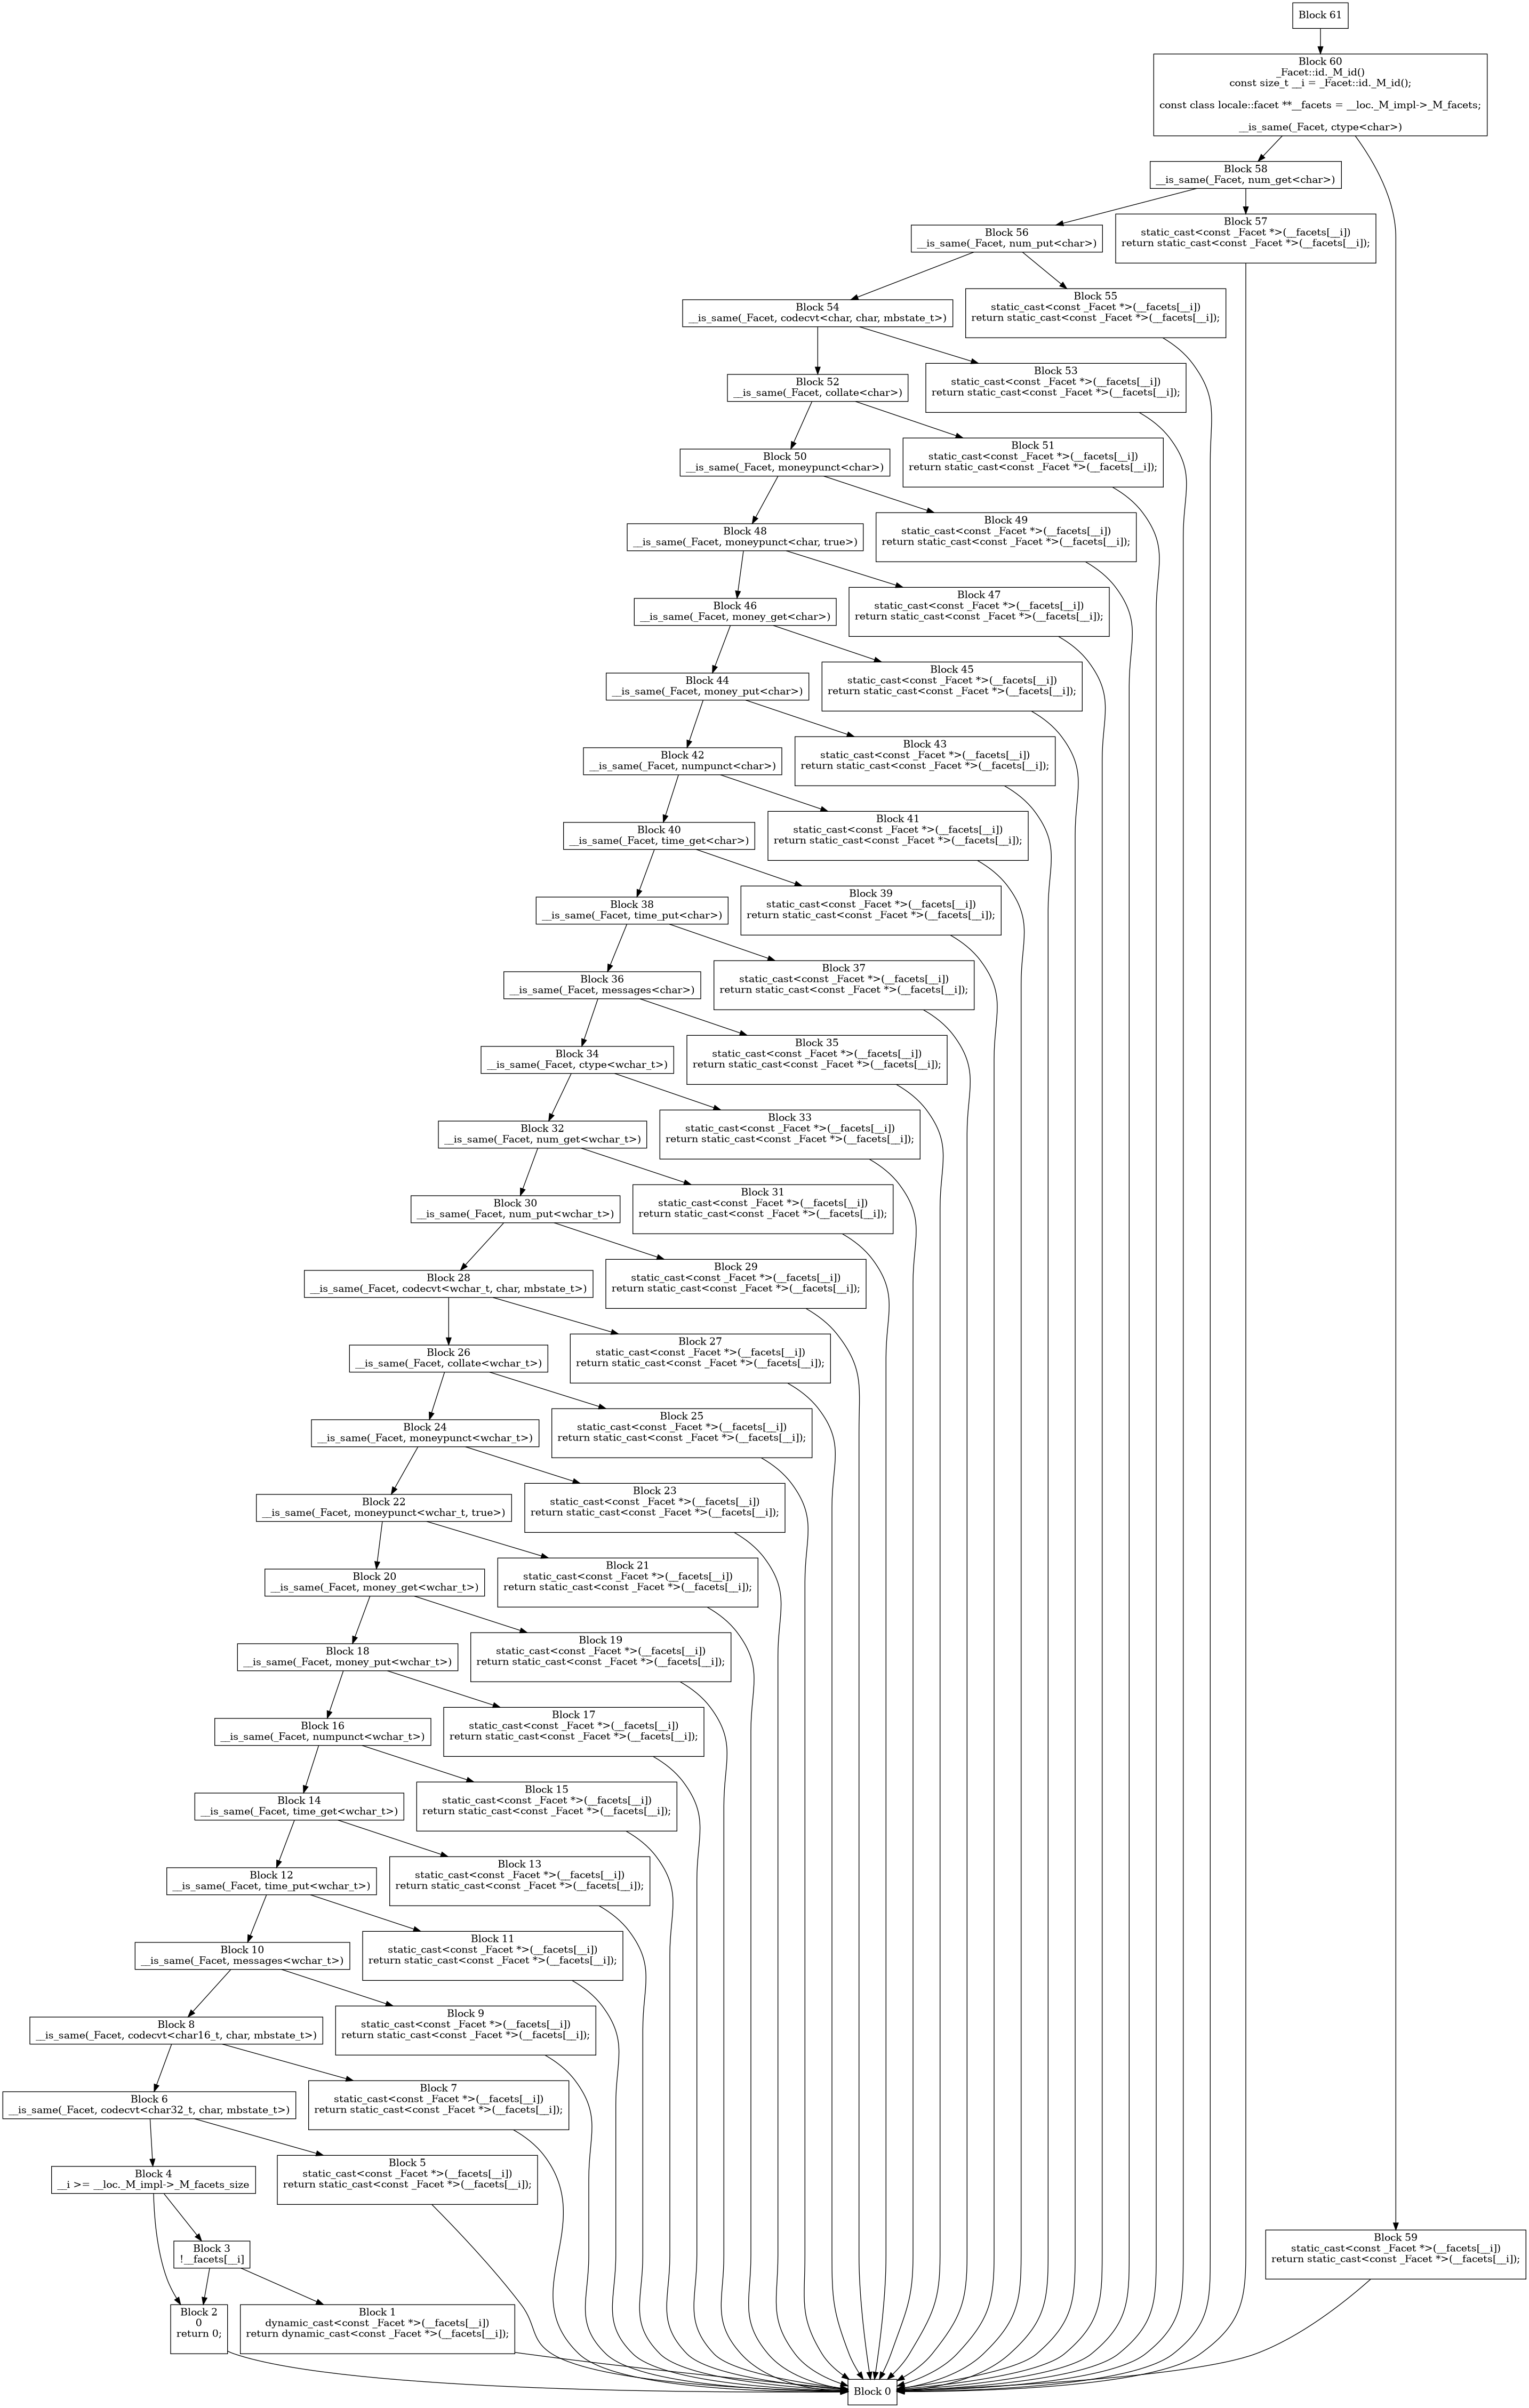 Block 61
Block 60
_Facet::id._M_id()
const size_t __i = _Facet::id._M_id();
const class locale::facet **__facets = __loc._M_impl->_M_facets;
__is_same(_Facet, ctype<char>)
Block 58
__is_same(_Facet, num_get<char>)
Block 57
static_cast<const _Facet *>(__facets[__i])
return static_cast<const _Facet *>(__facets[__i]);
Block 56
__is_same(_Facet, num_put<char>)
Block 55
static_cast<const _Facet *>(__facets[__i])
return static_cast<const _Facet *>(__facets[__i]);
Block 54
__is_same(_Facet, codecvt<char, char, mbstate_t>)
Block 53
static_cast<const _Facet *>(__facets[__i])
return static_cast<const _Facet *>(__facets[__i]);
Block 52
__is_same(_Facet, collate<char>)
Block 51
static_cast<const _Facet *>(__facets[__i])
return static_cast<const _Facet *>(__facets[__i]);
Block 50
__is_same(_Facet, moneypunct<char>)
Block 49
static_cast<const _Facet *>(__facets[__i])
return static_cast<const _Facet *>(__facets[__i]);
Block 48
__is_same(_Facet, moneypunct<char, true>)
Block 47
static_cast<const _Facet *>(__facets[__i])
return static_cast<const _Facet *>(__facets[__i]);
Block 46
__is_same(_Facet, money_get<char>)
Block 45
static_cast<const _Facet *>(__facets[__i])
return static_cast<const _Facet *>(__facets[__i]);
Block 44
__is_same(_Facet, money_put<char>)
Block 43
static_cast<const _Facet *>(__facets[__i])
return static_cast<const _Facet *>(__facets[__i]);
Block 42
__is_same(_Facet, numpunct<char>)
Block 41
static_cast<const _Facet *>(__facets[__i])
return static_cast<const _Facet *>(__facets[__i]);
Block 40
__is_same(_Facet, time_get<char>)
Block 39
static_cast<const _Facet *>(__facets[__i])
return static_cast<const _Facet *>(__facets[__i]);
Block 38
__is_same(_Facet, time_put<char>)
Block 37
static_cast<const _Facet *>(__facets[__i])
return static_cast<const _Facet *>(__facets[__i]);
Block 36
__is_same(_Facet, messages<char>)
Block 35
static_cast<const _Facet *>(__facets[__i])
return static_cast<const _Facet *>(__facets[__i]);
Block 34
__is_same(_Facet, ctype<wchar_t>)
Block 33
static_cast<const _Facet *>(__facets[__i])
return static_cast<const _Facet *>(__facets[__i]);
Block 32
__is_same(_Facet, num_get<wchar_t>)
Block 31
static_cast<const _Facet *>(__facets[__i])
return static_cast<const _Facet *>(__facets[__i]);
Block 30
__is_same(_Facet, num_put<wchar_t>)
Block 29
static_cast<const _Facet *>(__facets[__i])
return static_cast<const _Facet *>(__facets[__i]);
Block 28
__is_same(_Facet, codecvt<wchar_t, char, mbstate_t>)
Block 27
static_cast<const _Facet *>(__facets[__i])
return static_cast<const _Facet *>(__facets[__i]);
Block 26
__is_same(_Facet, collate<wchar_t>)
Block 25
static_cast<const _Facet *>(__facets[__i])
return static_cast<const _Facet *>(__facets[__i]);
Block 24
__is_same(_Facet, moneypunct<wchar_t>)
Block 23
static_cast<const _Facet *>(__facets[__i])
return static_cast<const _Facet *>(__facets[__i]);
Block 22
__is_same(_Facet, moneypunct<wchar_t, true>)
Block 21
static_cast<const _Facet *>(__facets[__i])
return static_cast<const _Facet *>(__facets[__i]);
Block 20
__is_same(_Facet, money_get<wchar_t>)
Block 19
static_cast<const _Facet *>(__facets[__i])
return static_cast<const _Facet *>(__facets[__i]);
Block 18
__is_same(_Facet, money_put<wchar_t>)
Block 17
static_cast<const _Facet *>(__facets[__i])
return static_cast<const _Facet *>(__facets[__i]);
Block 16
__is_same(_Facet, numpunct<wchar_t>)
Block 15
static_cast<const _Facet *>(__facets[__i])
return static_cast<const _Facet *>(__facets[__i]);
Block 14
__is_same(_Facet, time_get<wchar_t>)
Block 13
static_cast<const _Facet *>(__facets[__i])
return static_cast<const _Facet *>(__facets[__i]);
Block 12
__is_same(_Facet, time_put<wchar_t>)
Block 11
static_cast<const _Facet *>(__facets[__i])
return static_cast<const _Facet *>(__facets[__i]);
Block 10
__is_same(_Facet, messages<wchar_t>)
Block 9
static_cast<const _Facet *>(__facets[__i])
return static_cast<const _Facet *>(__facets[__i]);
Block 8
__is_same(_Facet, codecvt<char16_t, char, mbstate_t>)
Block 7
static_cast<const _Facet *>(__facets[__i])
return static_cast<const _Facet *>(__facets[__i]);
Block 6
__is_same(_Facet, codecvt<char32_t, char, mbstate_t>)
Block 5
static_cast<const _Facet *>(__facets[__i])
return static_cast<const _Facet *>(__facets[__i]);
Block 4
__i >= __loc._M_impl->_M_facets_size
Block 3
!__facets[__i]
Block 59
static_cast<const _Facet *>(__facets[__i])
return static_cast<const _Facet *>(__facets[__i]);
Block 2
0
return 0;
Block 1
dynamic_cast<const _Facet *>(__facets[__i])
return dynamic_cast<const _Facet *>(__facets[__i]);
Block 0